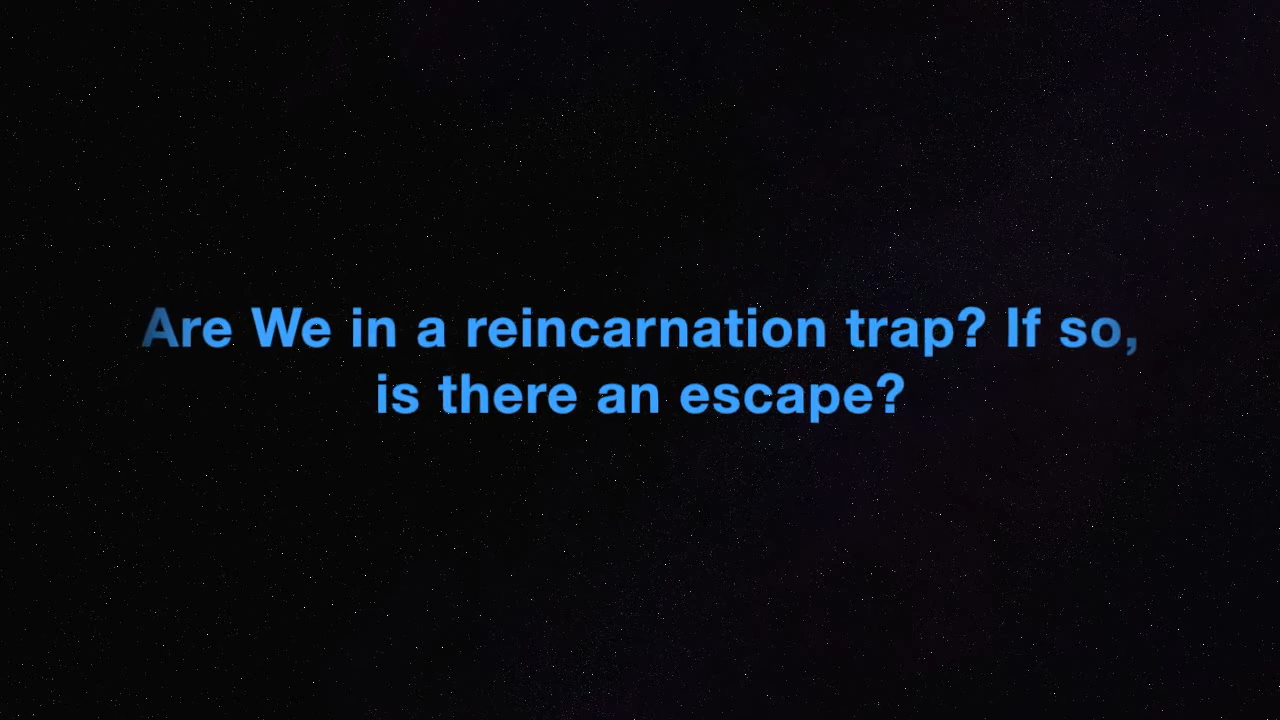 Are We in a reincarnation trap? If so,
is there an escape?